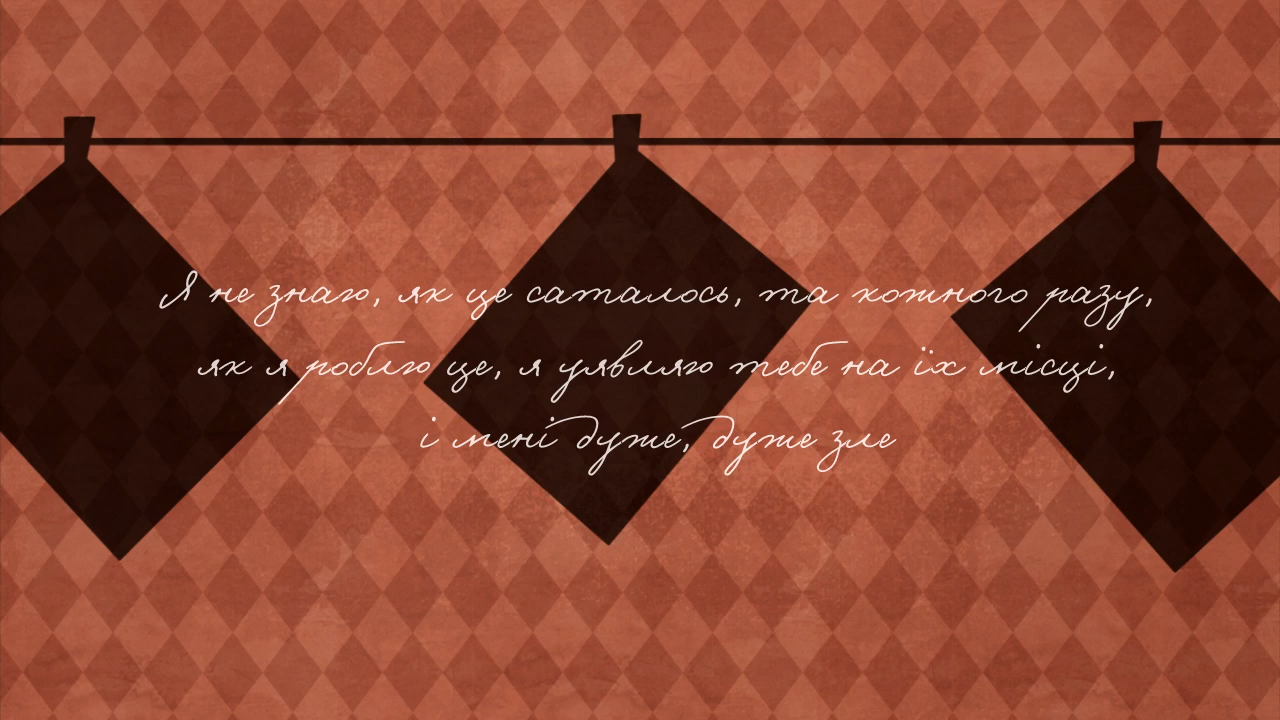 Я не знаю, як це саталось, та кожного разу,
як я роблю це, я уявляю тебе на їх місці,
і мені дуже, дуже зле